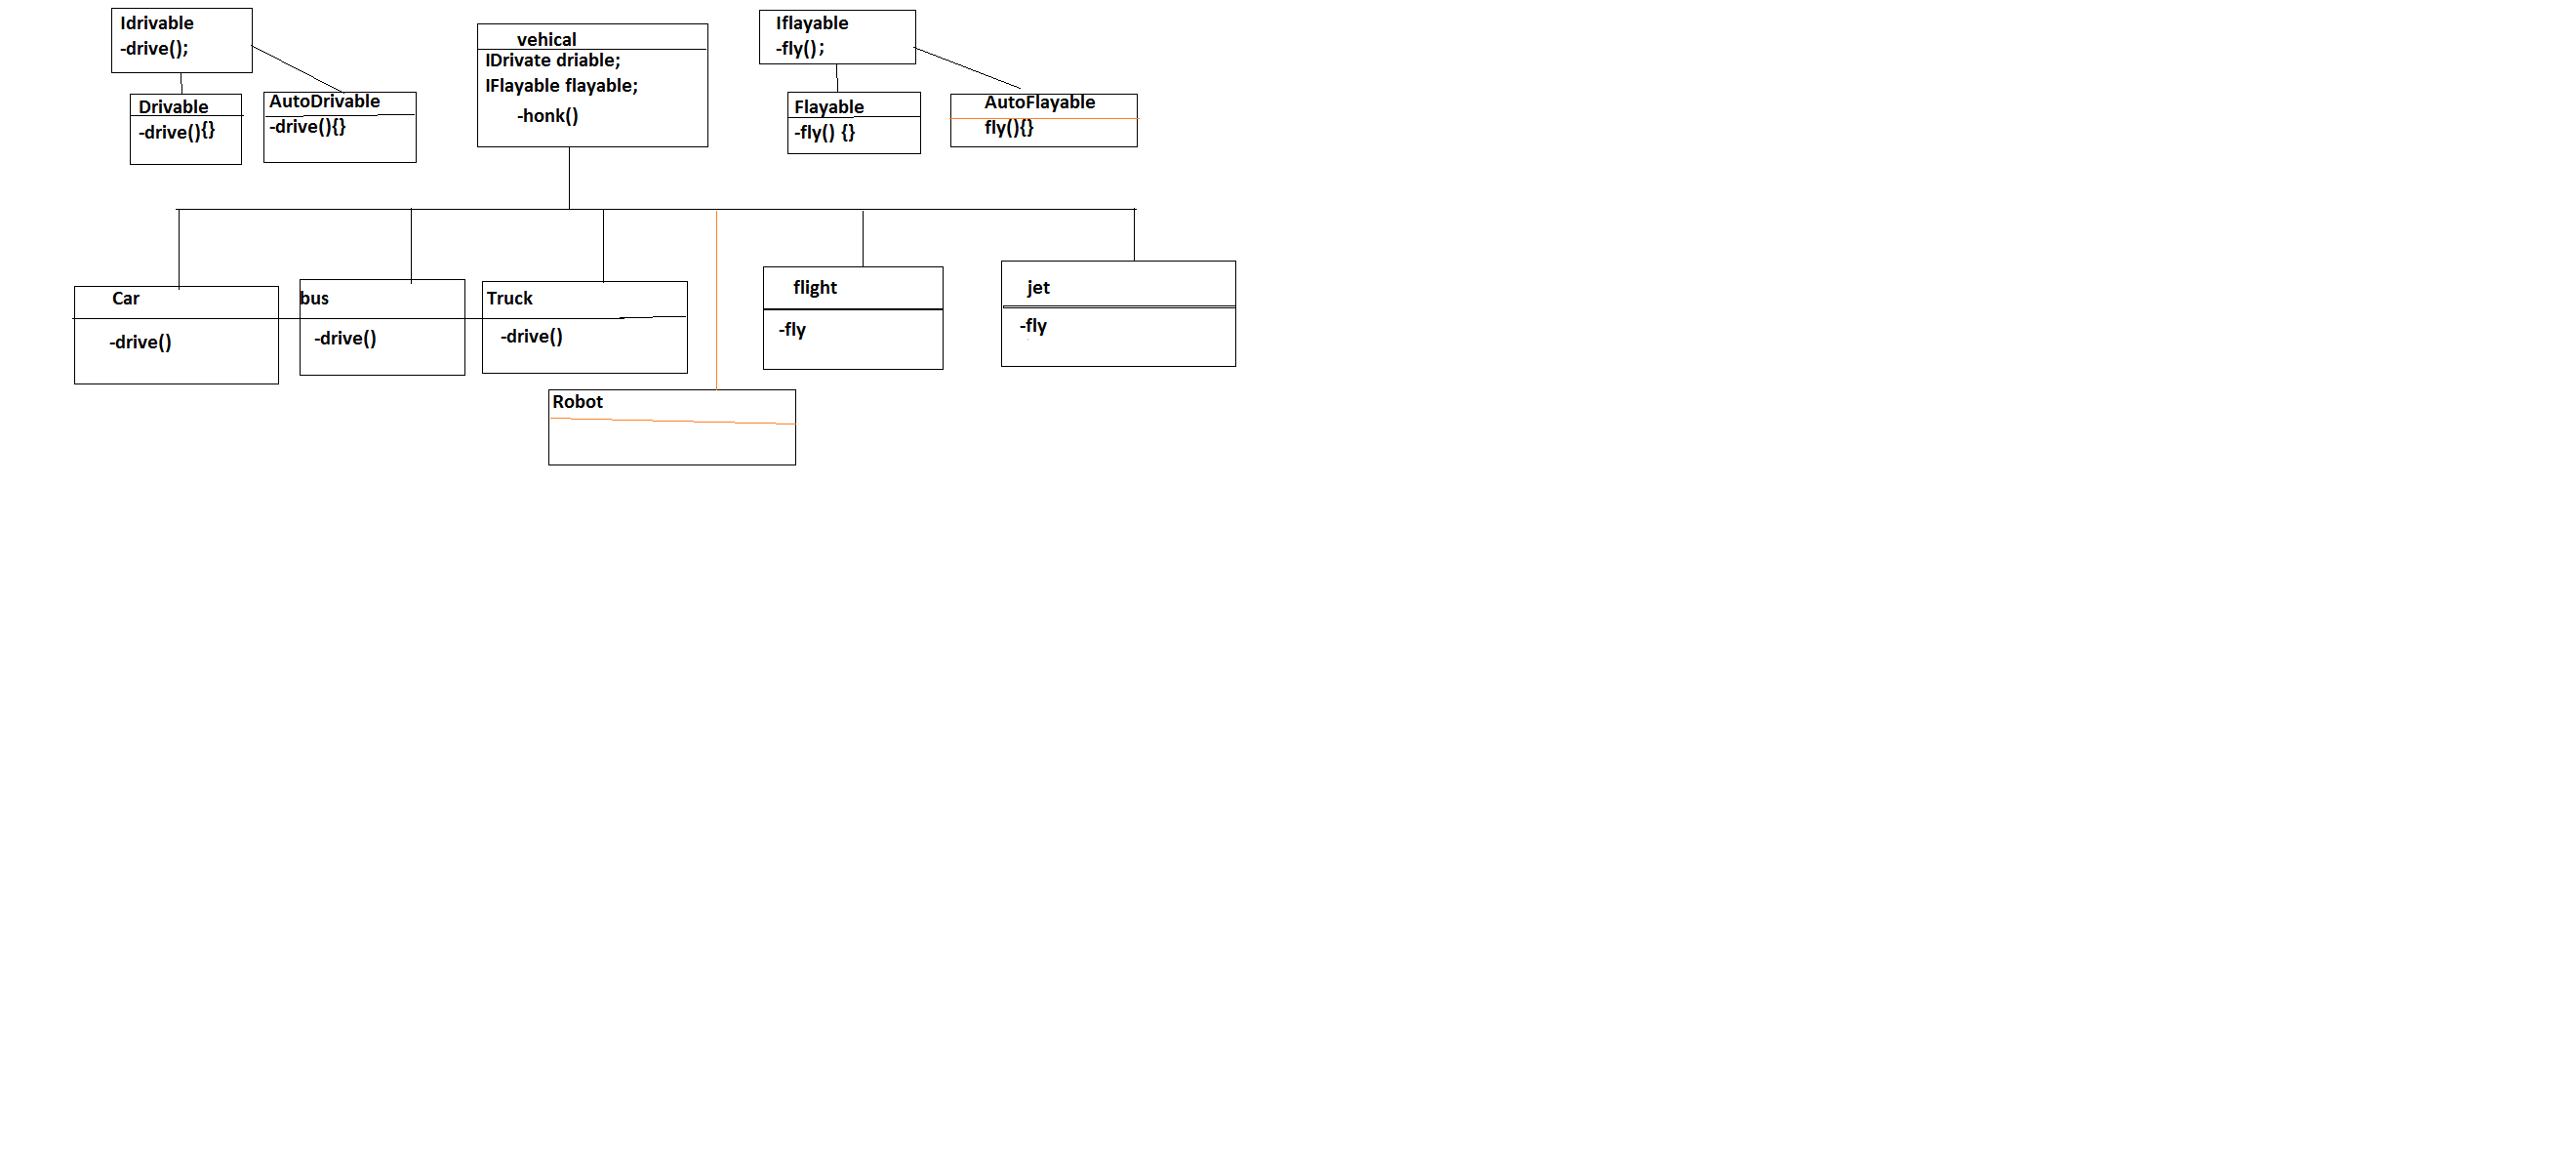 Idrivable
-drive();
Drivable
-drive(){}
AutoDrivable
-drive(){}
vehical
IDrivate driable;
IFlayable flayable;
-honk()
Iflayable
-fly();
Flayable
-fly() {}
AutoFlayable
fly(){}
Car
-drive()
bus
-drive()
Truck
-drive()
flight
-fly
jet
-fly
Robot